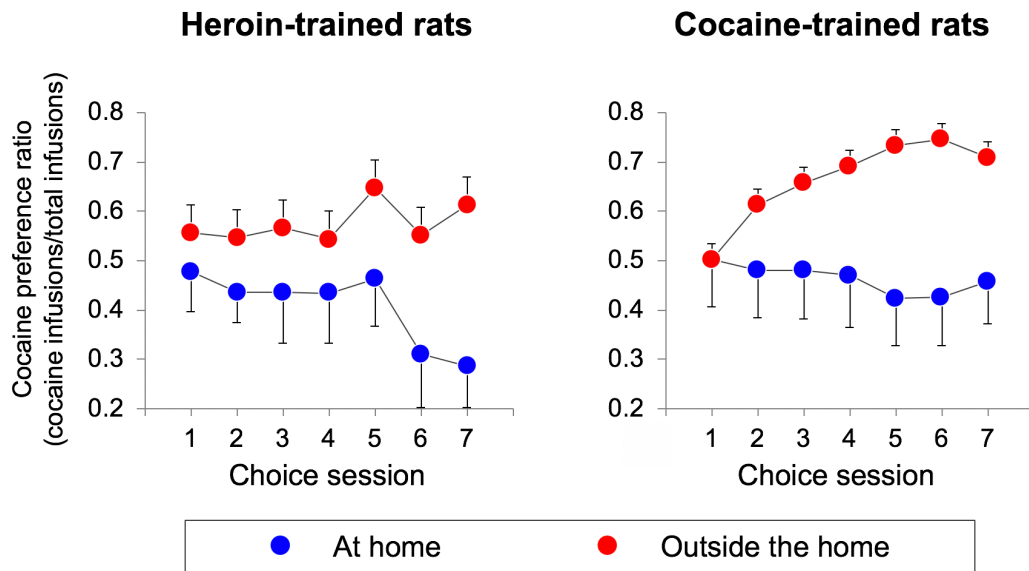 Heroin-trained rats
Cocaine-trained rats
Cocaine preference ratio
(cocaine infusions/total infusions)
0.8
0.7
0.6
0.5
0.4
0.3
0.2
1 2 3 4 5 6 7
Choice session
0.8
0.7
0.6
0.5
0.4
0.3
0.2
1 2 3 4 5 6 7
Choice session
At home
Outside the home